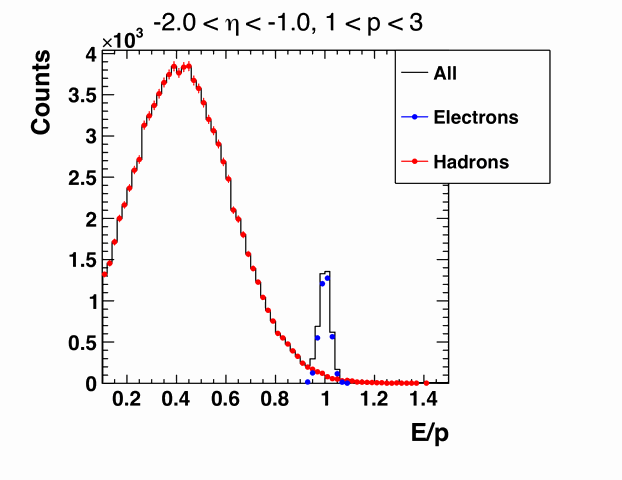 -2.0 < η < -1.0, 1 < p < 3
×10³
Counts
4
3.5
3
2.5
2
1.5
1
0.5
0
0.2 0.4 0.6 0.8 1 1.2 1.4
E/p
All
Electrons
Hadrons